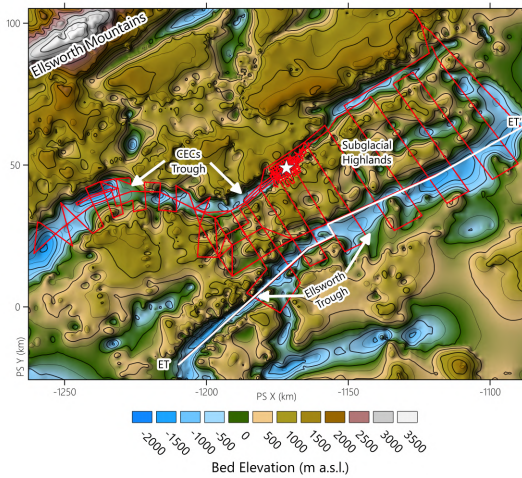 100
Ellsworth Mountains
ET'
CECs
Trough
Subglacial
Highlands
50
Ellsworth
Trough
0
ET
PS Y (km)
-1250
-1200
PS X (km)
-1150
-1100
-2000
-1500
-1000
-500
0
500
1000
1500
2000
2500
3000
3500
Bed Elevation (m a.s.l.)